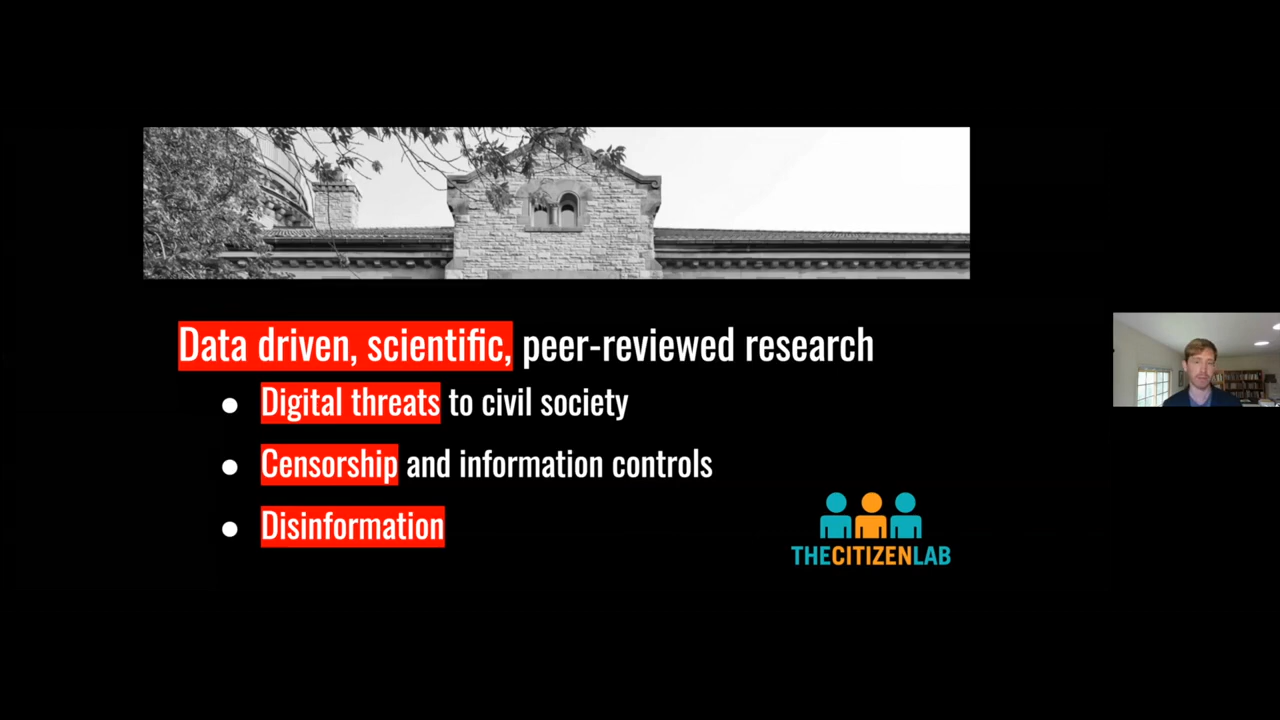 Data driven, scientific, peer-reviewed research
● Digital threats to civil society
● Censorship and information controls
● Disinformation
THECITIZENLAB